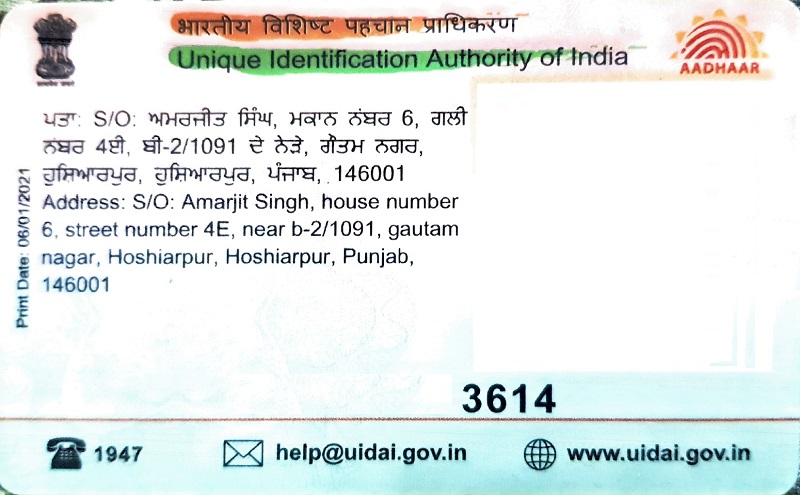 भारतीय विशिष्ट पहचान प्राधिकरण
Unique Identification Authority of India
AADHAAR
ਪਤਾ: S/O: ਅਮਰਜੀਤ ਸਿੰਘ, ਮਕਾਨ ਨੰਬਰ 6, ਗਲੀ
ਨੰਬਰ 4ਈ, ਬੀ-2/1091 ਦੇ ਨੇੜੇ, ਗੌਤਮ ਨਗਰ,
ਹੁਸ਼ਿਆਰਪੁਰ, ਹੁਸ਼ਿਆਰਪੁਰ, ਪੰਜਾਬ, 146001
Address: S/O: Amarjit Singh, house number
6, street number 4E, near b-2/1091, gautam
nagar, Hoshiarpur, Hoshiarpur, Punjab,
146001
Print Date: 06/01/2021
3614
1947
help@uidai.gov.in
www.uidai.gov.in